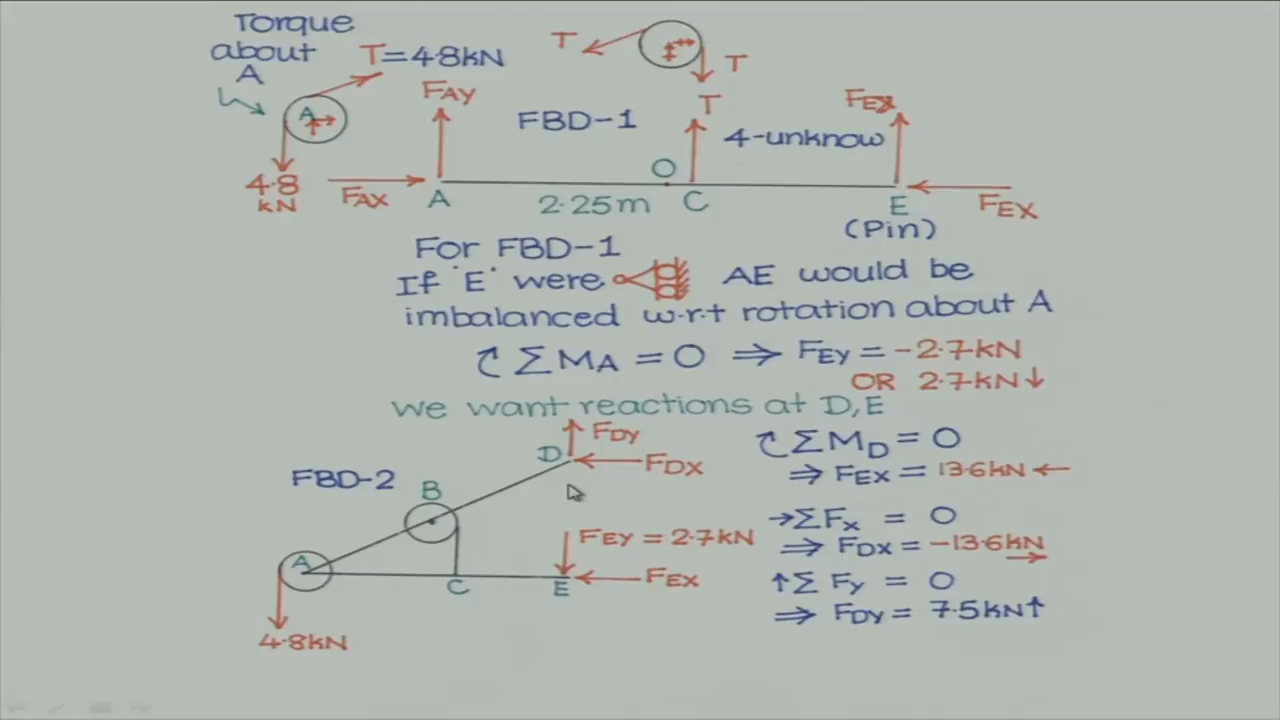 Torque
about
A
T=4.8kN
A
4.8
kN
T
T
FAY
FBD-1
T
4-unknow
FEX
FAX
A
2.25m
O
C
E
(Pin)
FEX
For FBD-1
If 'E' were AE would be
imbalanced w.r.t rotation about A
ΣMA = 0 ⇒ FEY = -2.7kN
OR 2.7kN↓
We want reactions at D,E
FBD-2
D
FDY
FDX
B
A
C
E
4.8kN
FEY = 2.7kN
FEX
ΣMD = 0
⇒ FEX = 13.6kN ←
→ΣFx = 0
⇒ FDX = -13.6kN →
↑ΣFy = 0
⇒ FDY = 7.5kN↑